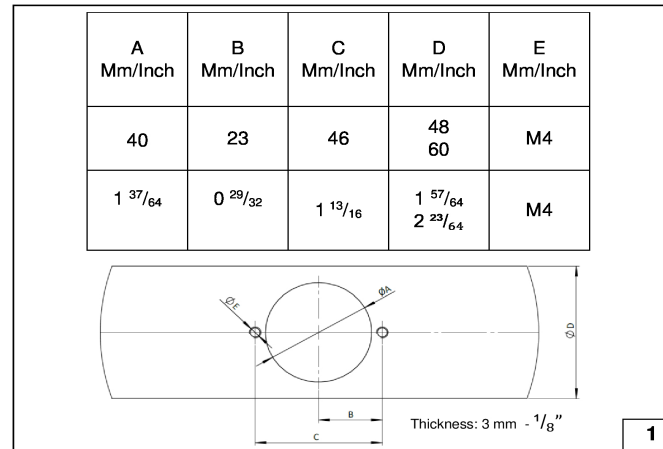 A B C D E
Mm/Inch Mm/Inch Mm/Inch Mm/Inch Mm/Inch
40 23 46 48 60 M4
1 37/64 0 29/32 1 13/16 1 57/64 2 23/64 M4
ØE ØA
ØD
B
C
Thickness: 3 mm - 1/8”
1